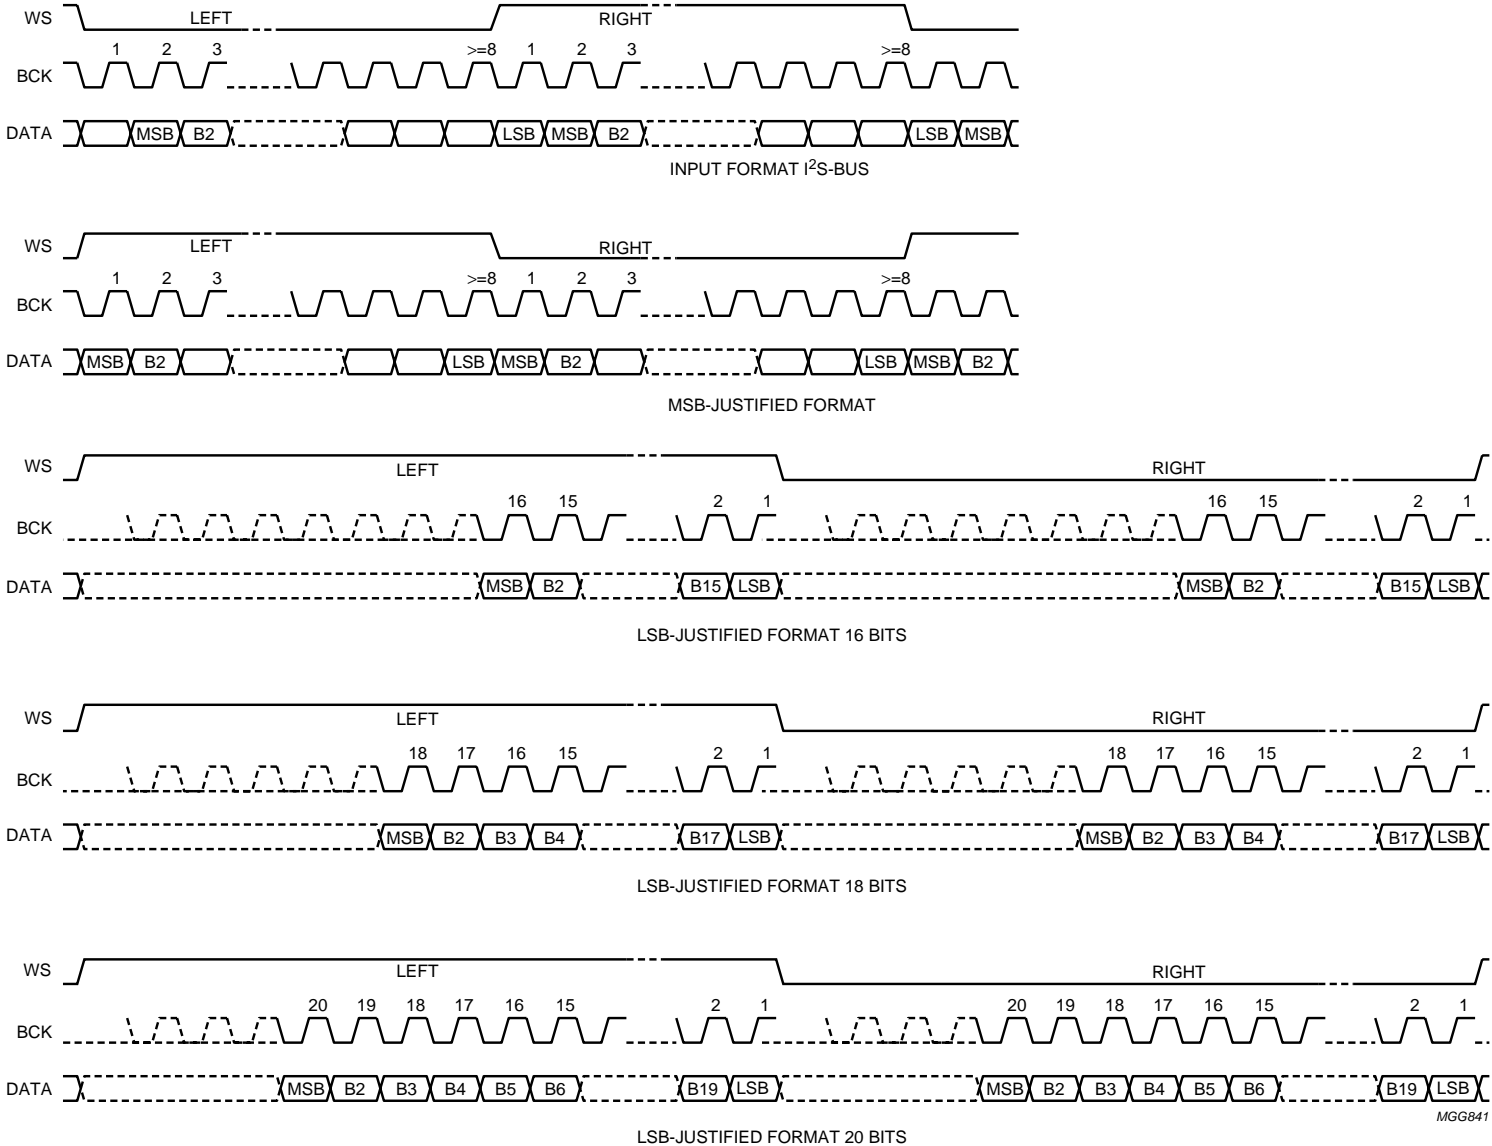 WS LEFT RIGHT
1 2 3 >=8 1 2 3 >=8
BCK
DATA MSB B2 LSB MSB B2 LSB MSB
INPUT FORMAT I²S-BUS
WS LEFT RIGHT
1 2 3 >=8 1 2 3 >=8
BCK
DATA MSB B2 LSB MSB B2 LSB MSB B2
MSB-JUSTIFIED FORMAT
WS LEFT RIGHT
16 15 2 1 16 15 2 1
BCK
DATA MSB B2 B15 LSB MSB B2 B15 LSB
LSB-JUSTIFIED FORMAT 16 BITS
WS LEFT RIGHT
18 17 16 15 2 1 18 17 16 15 2 1
BCK
DATA MSB B2 B3 B4 B17 LSB MSB B2 B3 B4 B17 LSB
LSB-JUSTIFIED FORMAT 18 BITS
WS LEFT RIGHT
20 19 18 17 16 15 2 1 20 19 18 17 16 15 2 1
BCK
DATA MSB B2 B3 B4 B5 B6 B19 LSB MSB B2 B3 B4 B5 B6 B19 LSB
MGG841
LSB-JUSTIFIED FORMAT 20 BITS